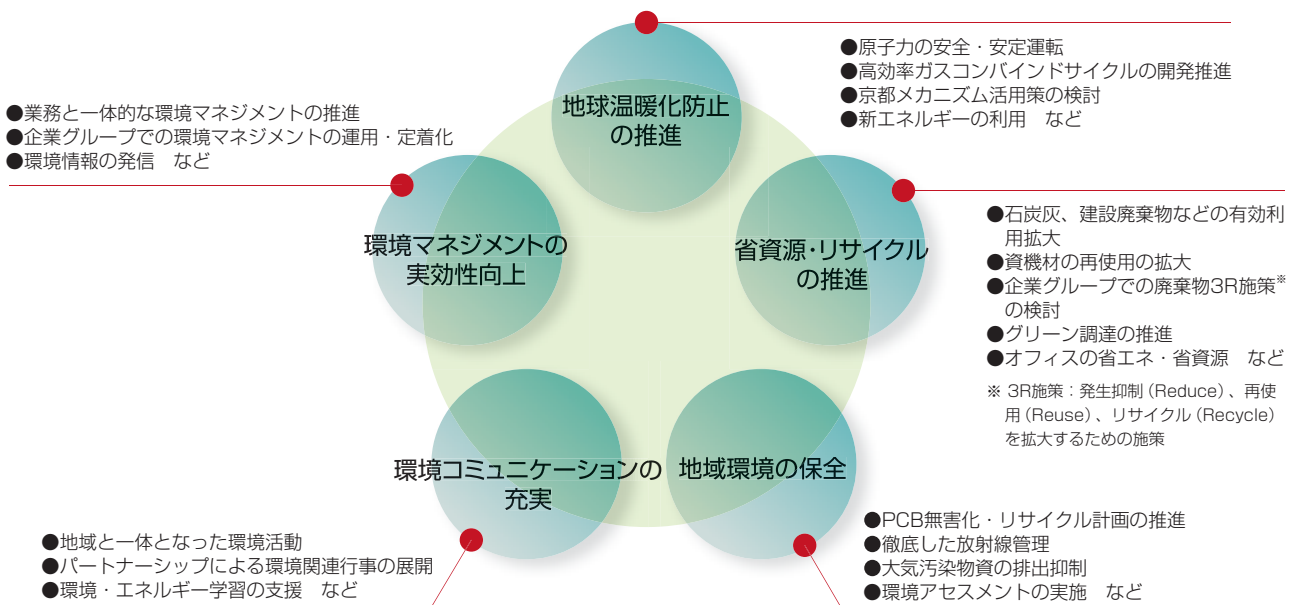 地球温暖化防止
の推進
●原子力の安全・安定運転
●高効率ガスコンバインドサイクルの開発推進
●京都メカニズム活用策の検討
●新エネルギーの利用　など
省資源・リサイクル
の推進
●石炭灰、建設廃棄物などの有効利
用拡大
●資機材の再使用の拡大
●企業グループでの廃棄物3R施策※
の検討
●グリーン調達の推進
●オフィスの省エネ・省資源　など
※ 3R施策：発生抑制（Reduce）、再使
用（Reuse）、リサイクル（Recycle）
を拡大するための施策
地域環境の保全
●PCB無害化・リサイクル計画の推進
●徹底した放射線管理
●大気汚染物資の排出抑制
●環境アセスメントの実施　など
環境コミュニケーションの
充実
●地域と一体となった環境活動
●パートナーシップによる環境関連行事の展開
●環境・エネルギー学習の支援　など
環境マネジメントの
実効性向上
●業務と一体的な環境マネジメントの推進
●企業グループでの環境マネジメントの運用・定着化
●環境情報の発信　など